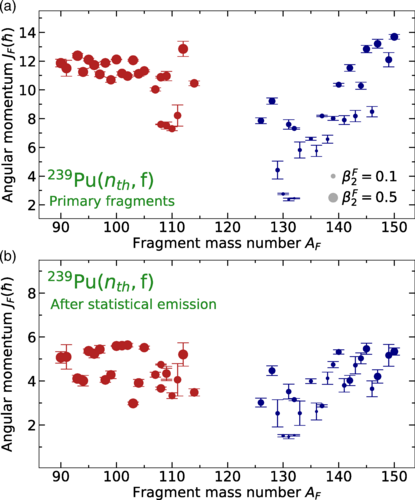 (a)
Angular momentum J_F(ħ)
14
12
10
8
6
4
2
²³⁹Pu(n_th, f)
Primary fragments
β₂ᶠ = 0.1
β₂ᶠ = 0.5
90 100 110 120 130 140 150
Fragment mass number A_F
(b)
Angular momentum J_F(ħ)
8
6
4
2
²³⁹Pu(n_th, f)
After statistical emission
90 100 110 120 130 140 150
Fragment mass number A_F